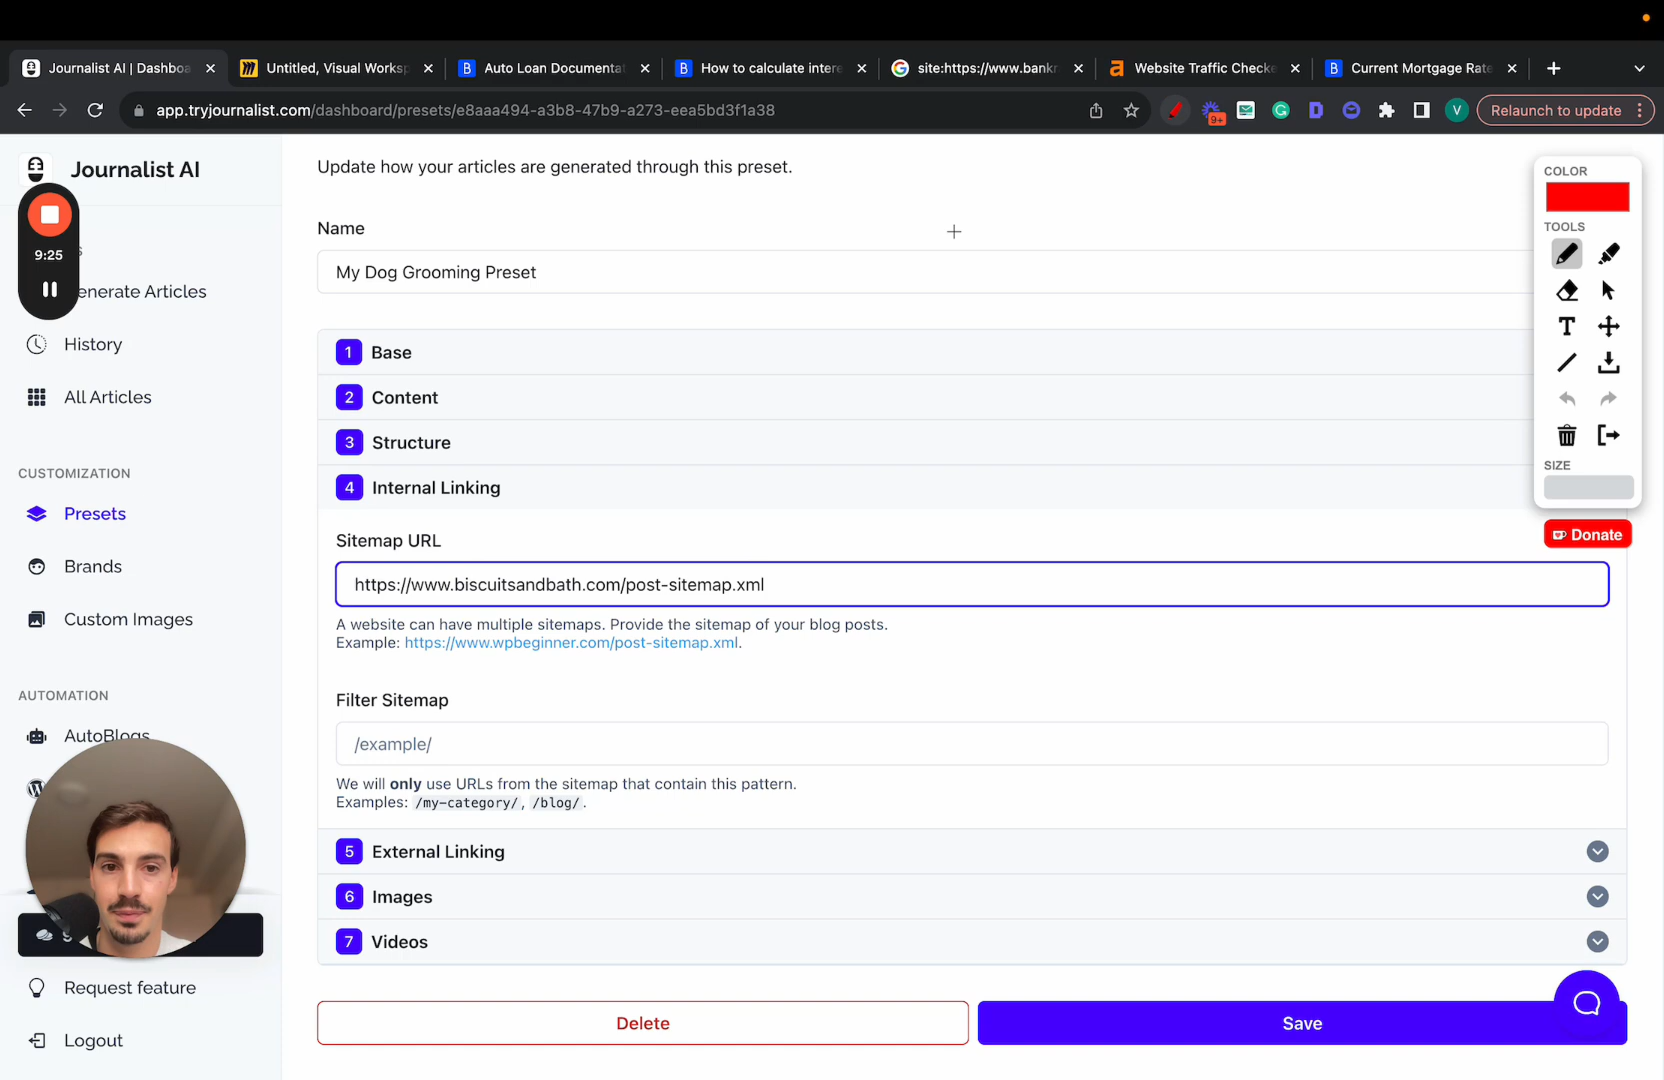 Journalist AI | Dashboa
Untitled, Visual Worksp
Auto Loan Documentat
How to calculate intere
site:https://www.bankr
Website Traffic Checke
Current Mortgage Rate
app.tryjournalist.com/dashboard/presets/e8aaa494-a3b8-47b9-a273-eea5bd3f1a38
9+
V
Relaunch to update
Journalist AI
9:25
enerate Articles
History
All Articles
CUSTOMIZATION
Presets
Brands
Custom Images
AUTOMATION
AutoBlogs
Request feature
Logout
Update how your articles are generated through this preset.
Name
My Dog Grooming Preset
1 Base
2 Content
3 Structure
4 Internal Linking
Sitemap URL
https://www.biscuitsandbath.com/post-sitemap.xml
A website can have multiple sitemaps. Provide the sitemap of your blog posts.
Example: https://www.wpbeginner.com/post-sitemap.xml.
Filter Sitemap
/example/
We will only use URLs from the sitemap that contain this pattern.
Examples: /my-category/, /blog/.
5 External Linking
6 Images
7 Videos
Delete
Save
COLOR
TOOLS
SIZE
Donate